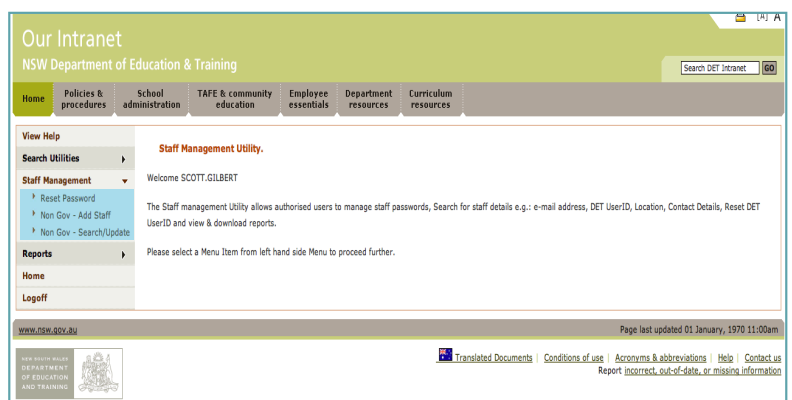 [A] A
Our Intranet
NSW Department of Education & Training
Search DET Intranet GO
Home
Policies & procedures
School administration
TAFE & community education
Employee essentials
Department resources
Curriculum resources
View Help
Search Utilities
Staff Management
Reset Password
Non Gov - Add Staff
Non Gov - Search/Update
Reports
Home
Logoff
Staff Management Utility.
Welcome SCOTT.GILBERT
The Staff management Utility allows authorised users to manage staff passwords, Search for staff details e.g.: e-mail address, DET UserID, Location, Contact Details, Reset DET
UserID and view & download reports.
Please select a Menu Item from left hand side Menu to proceed further.
www.nsw.gov.au
Page last updated 01 January, 1970 11:00am
NEW SOUTH WALES
DEPARTMENT
OF EDUCATION
AND TRAINING
Translated Documents | Conditions of use | Acronyms & abbreviations | Help | Contact us
Report incorrect, out-of-date, or missing information